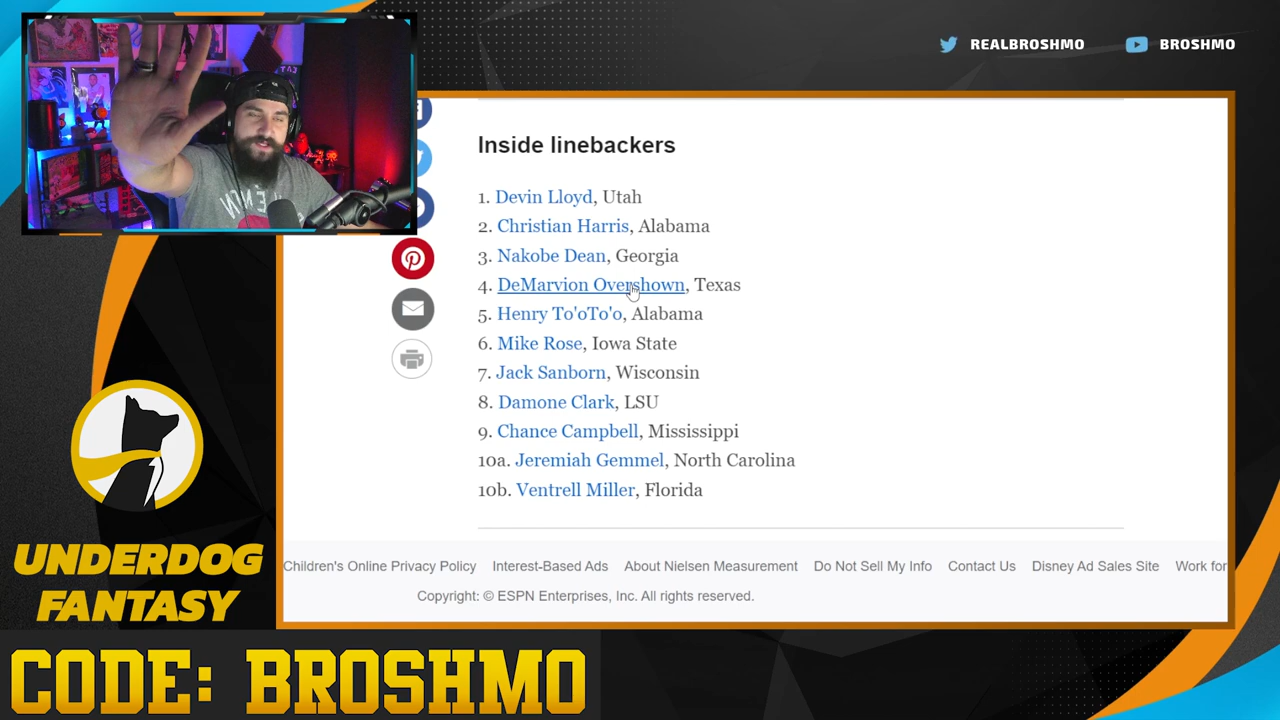 REALBROSHMO
BROSHMO
Inside linebackers
1. Devin Lloyd, Utah
2. Christian Harris, Alabama
3. Nakobe Dean, Georgia
4. DeMarvion Overshown, Texas
5. Henry To'oTo'o, Alabama
6. Mike Rose, Iowa State
7. Jack Sanborn, Wisconsin
8. Damone Clark, LSU
9. Chance Campbell, Mississippi
10a. Jeremiah Gemmel, North Carolina
10b. Ventrell Miller, Florida
Children's Online Privacy Policy Interest-Based Ads About Nielsen Measurement Do Not Sell My Info Contact Us Disney Ad Sales Site Work for
Copyright: © ESPN Enterprises, Inc. All rights reserved.
UNDERDOG
FANTASY
CODE: BROSHMO